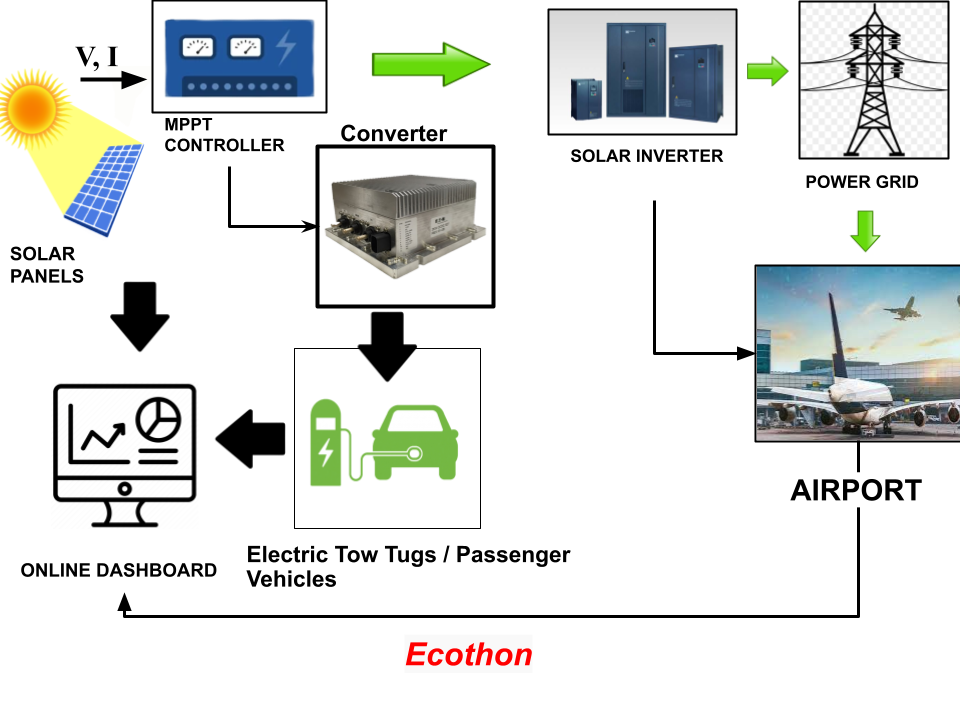 V, I
MPPT
CONTROLLER
Converter
SOLAR INVERTER
POWER GRID
SOLAR
PANELS
AIRPORT
Electric Tow Tugs / Passenger
Vehicles
ONLINE DASHBOARD
Ecothon